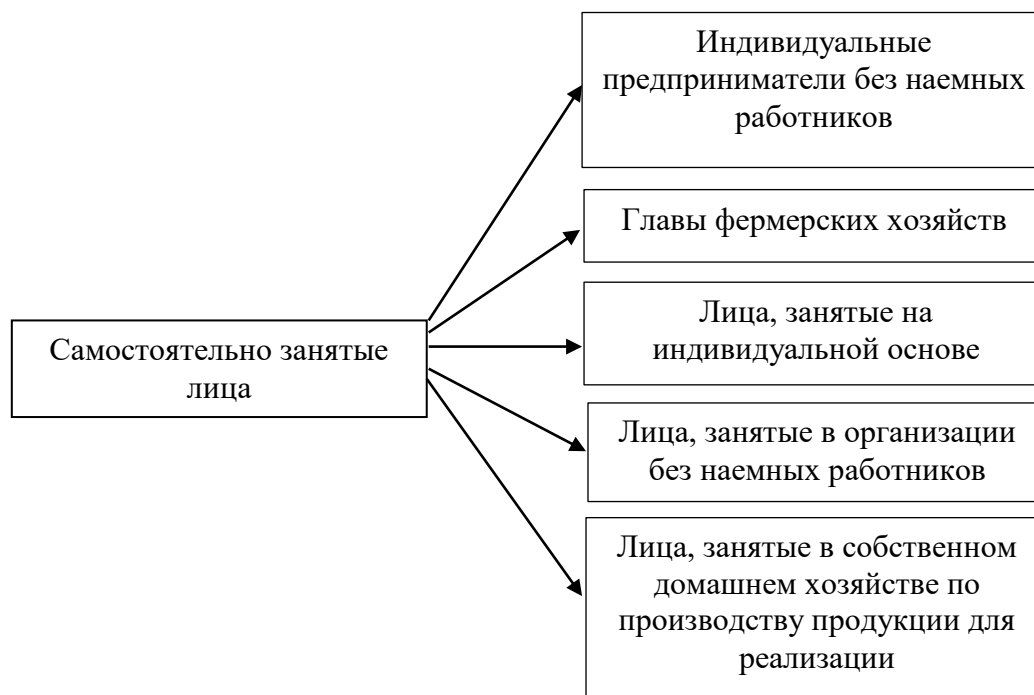 Индивидуальные
предприниматели без наемных
работников
Главы фермерских хозяйств
Лица, занятые на
индивидуальной основе
Самостоятельно занятые
лица
Лица, занятые в организации
без наемных работников
Лица, занятые в собственном
домашнем хозяйстве по
производству продукции для
реализации